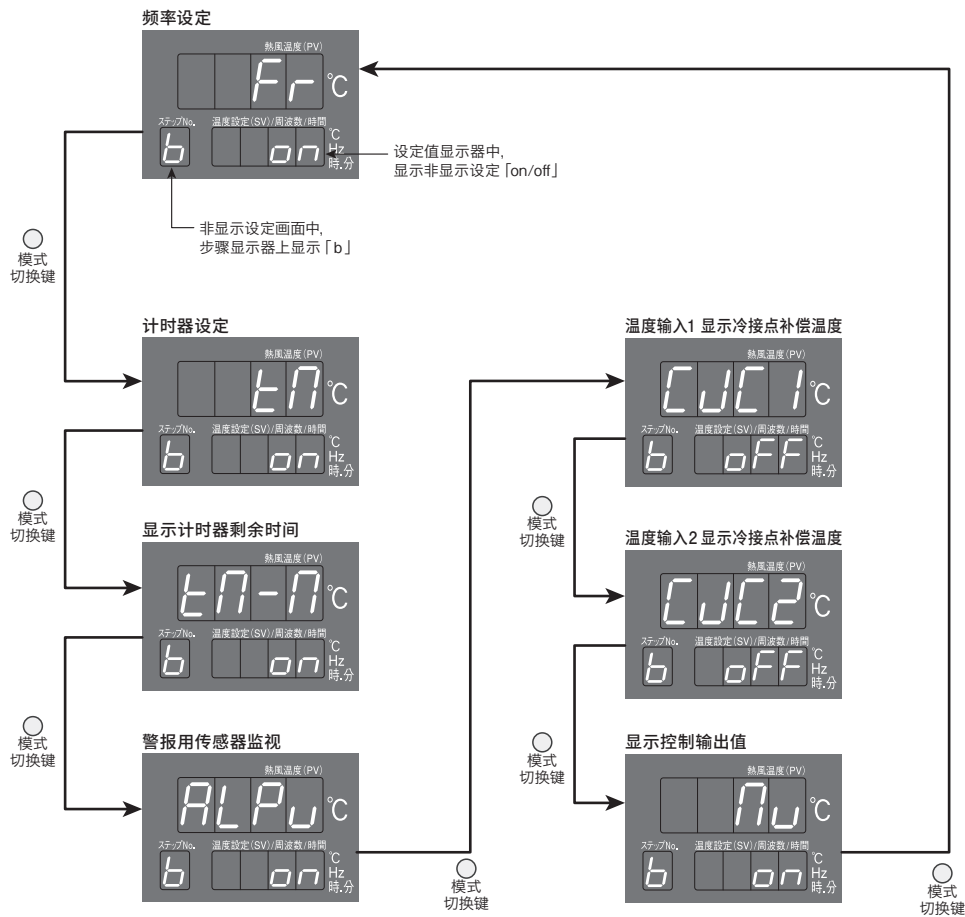 频率设定
熱風温度(PV)
Fr ℃
ステップNo. 温度設定(SV)/周波数/時間
b on ℃
Hz
時.分
设定值显示器中,
显示非显示设定「on/off」
非显示设定画面中,
步骤显示器上显示「b」
模式
切换键
计时器设定
熱風温度(PV)
tM ℃
ステップNo. 温度設定(SV)/周波数/時間
b on ℃
Hz
時.分
模式
切换键
显示计时器剩余时间
熱風温度(PV)
tM-M ℃
ステップNo. 温度設定(SV)/周波数/時間
b on ℃
Hz
時.分
模式
切换键
警报用传感器监视
熱風温度(PV)
ALPu ℃
ステップNo. 温度設定(SV)/周波数/時間
b on ℃
Hz
時.分
模式
切换键
温度输入1 显示冷接点补偿温度
熱風温度(PV)
CJC1 ℃
ステップNo. 温度設定(SV)/周波数/時間
b oFF ℃
Hz
時.分
模式
切换键
温度输入2 显示冷接点补偿温度
熱風温度(PV)
CJC2 ℃
ステップNo. 温度設定(SV)/周波数/時間
b oFF ℃
Hz
時.分
模式
切换键
显示控制输出值
熱風温度(PV)
Mu ℃
ステップNo. 温度設定(SV)/周波数/時間
b on ℃
Hz
時.分
模式
切换键